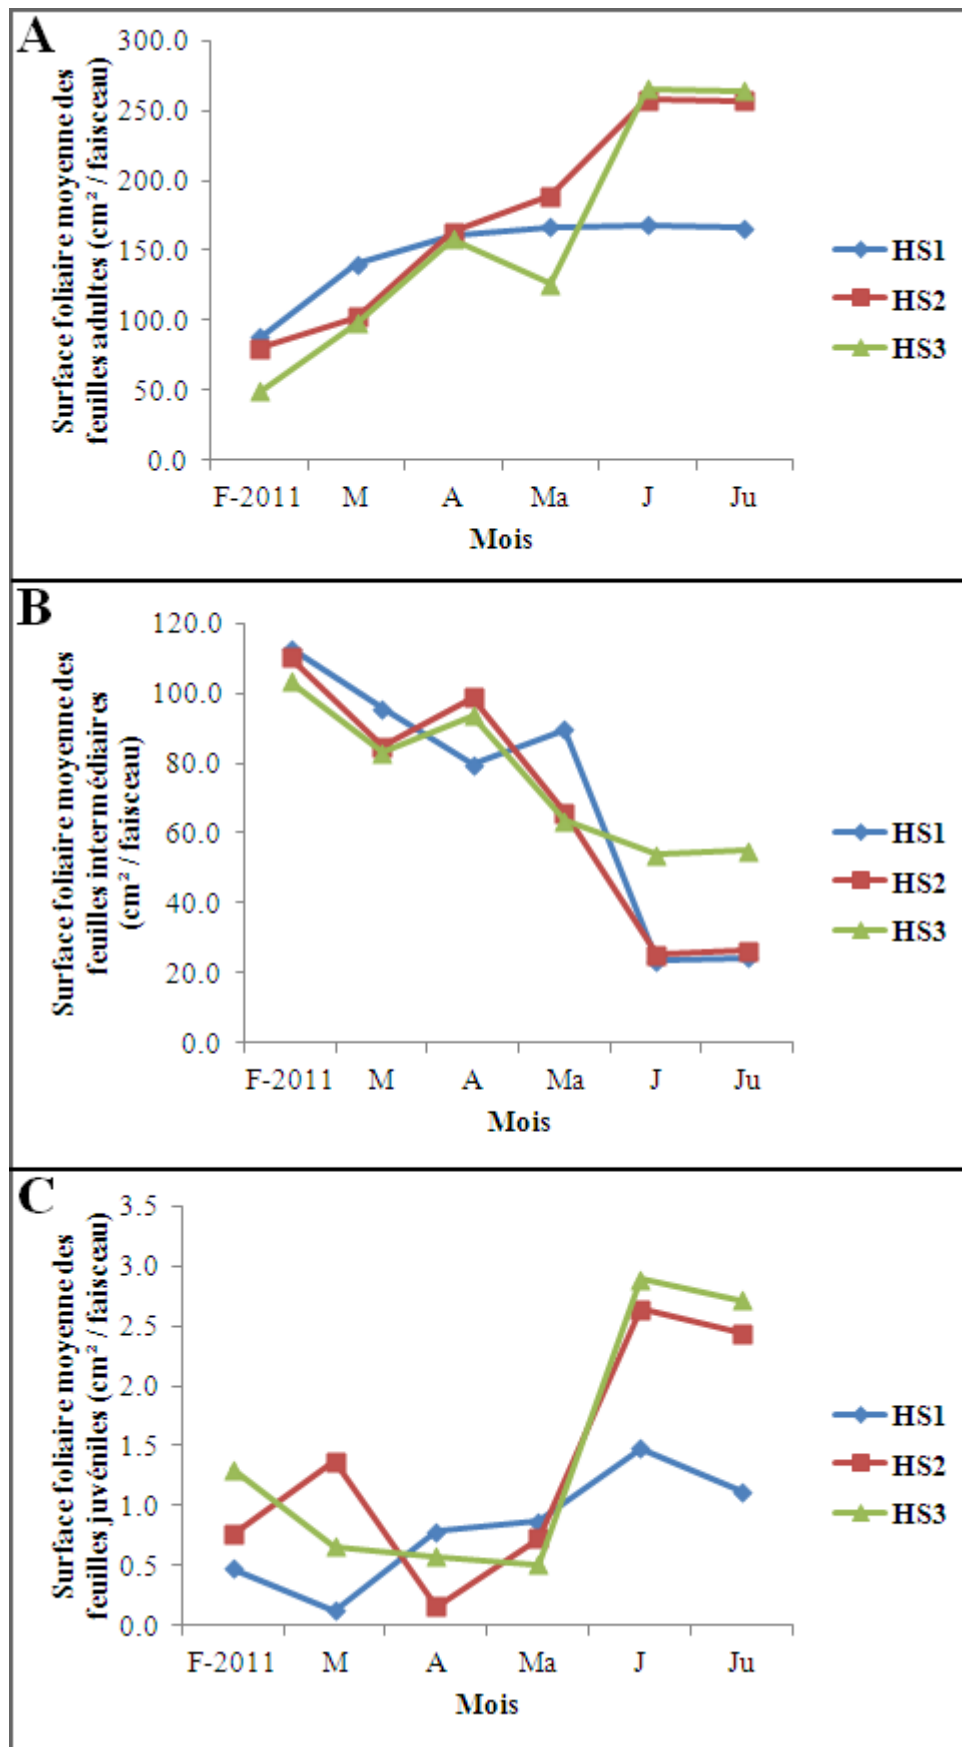 A
Surface foliaire moyenne des
feuilles adultes (cm² / faisceau)
300.0
250.0
200.0
150.0
100.0
50.0
0.0
F-2011 M A Ma J Ju
Mois
HS1
HS2
HS3
B
Surface foliaire moyenne des
feuilles intermédiaires
(cm² / faisceau)
120.0
100.0
80.0
60.0
40.0
20.0
0.0
F-2011 M A Ma J Ju
Mois
HS1
HS2
HS3
C
Surface foliaire moyenne des
feuilles juvéniles (cm² / faisceau)
3.5
3.0
2.5
2.0
1.5
1.0
0.5
0.0
F-2011 M A Ma J Ju
Mois
HS1
HS2
HS3